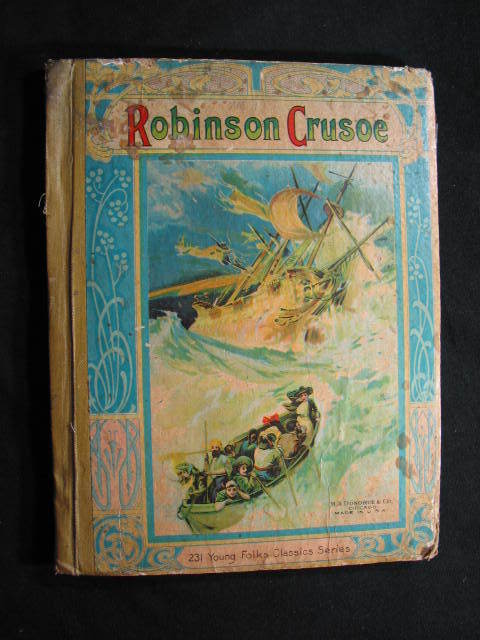 Robinson Crusoe
M.A. DONOHUE & CO.
CHICAGO
MADE IN U.S.A.
231 Young Folks Classics Series